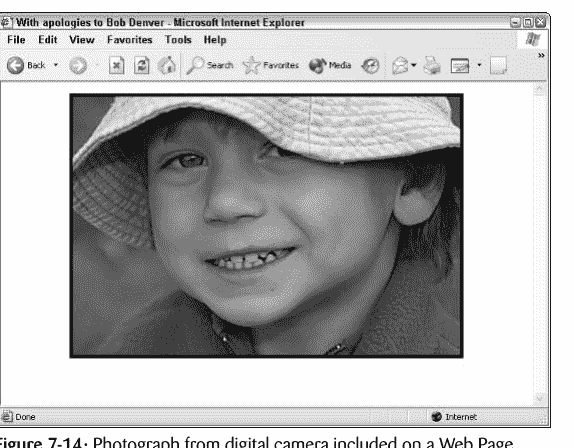 With apologies to Bob Denver - Microsoft Internet Explorer
File Edit View Favorites Tools Help
Back Search Favorites Media
»
Done Internet
Figure 7-14: Photograph from digital camera included on a Web Page